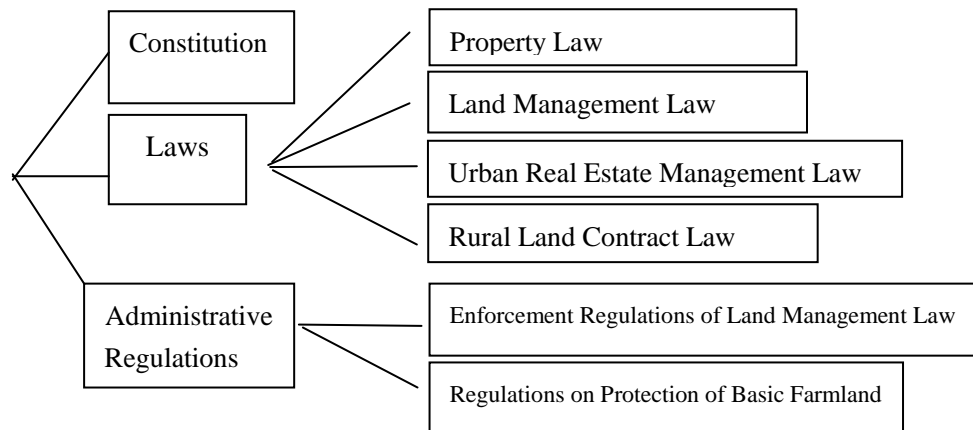 Constitution
Laws
Property Law
Land Management Law
Urban Real Estate Management Law
Rural Land Contract Law
Administrative
Regulations
Enforcement Regulations of Land Management Law
Regulations on Protection of Basic Farmland